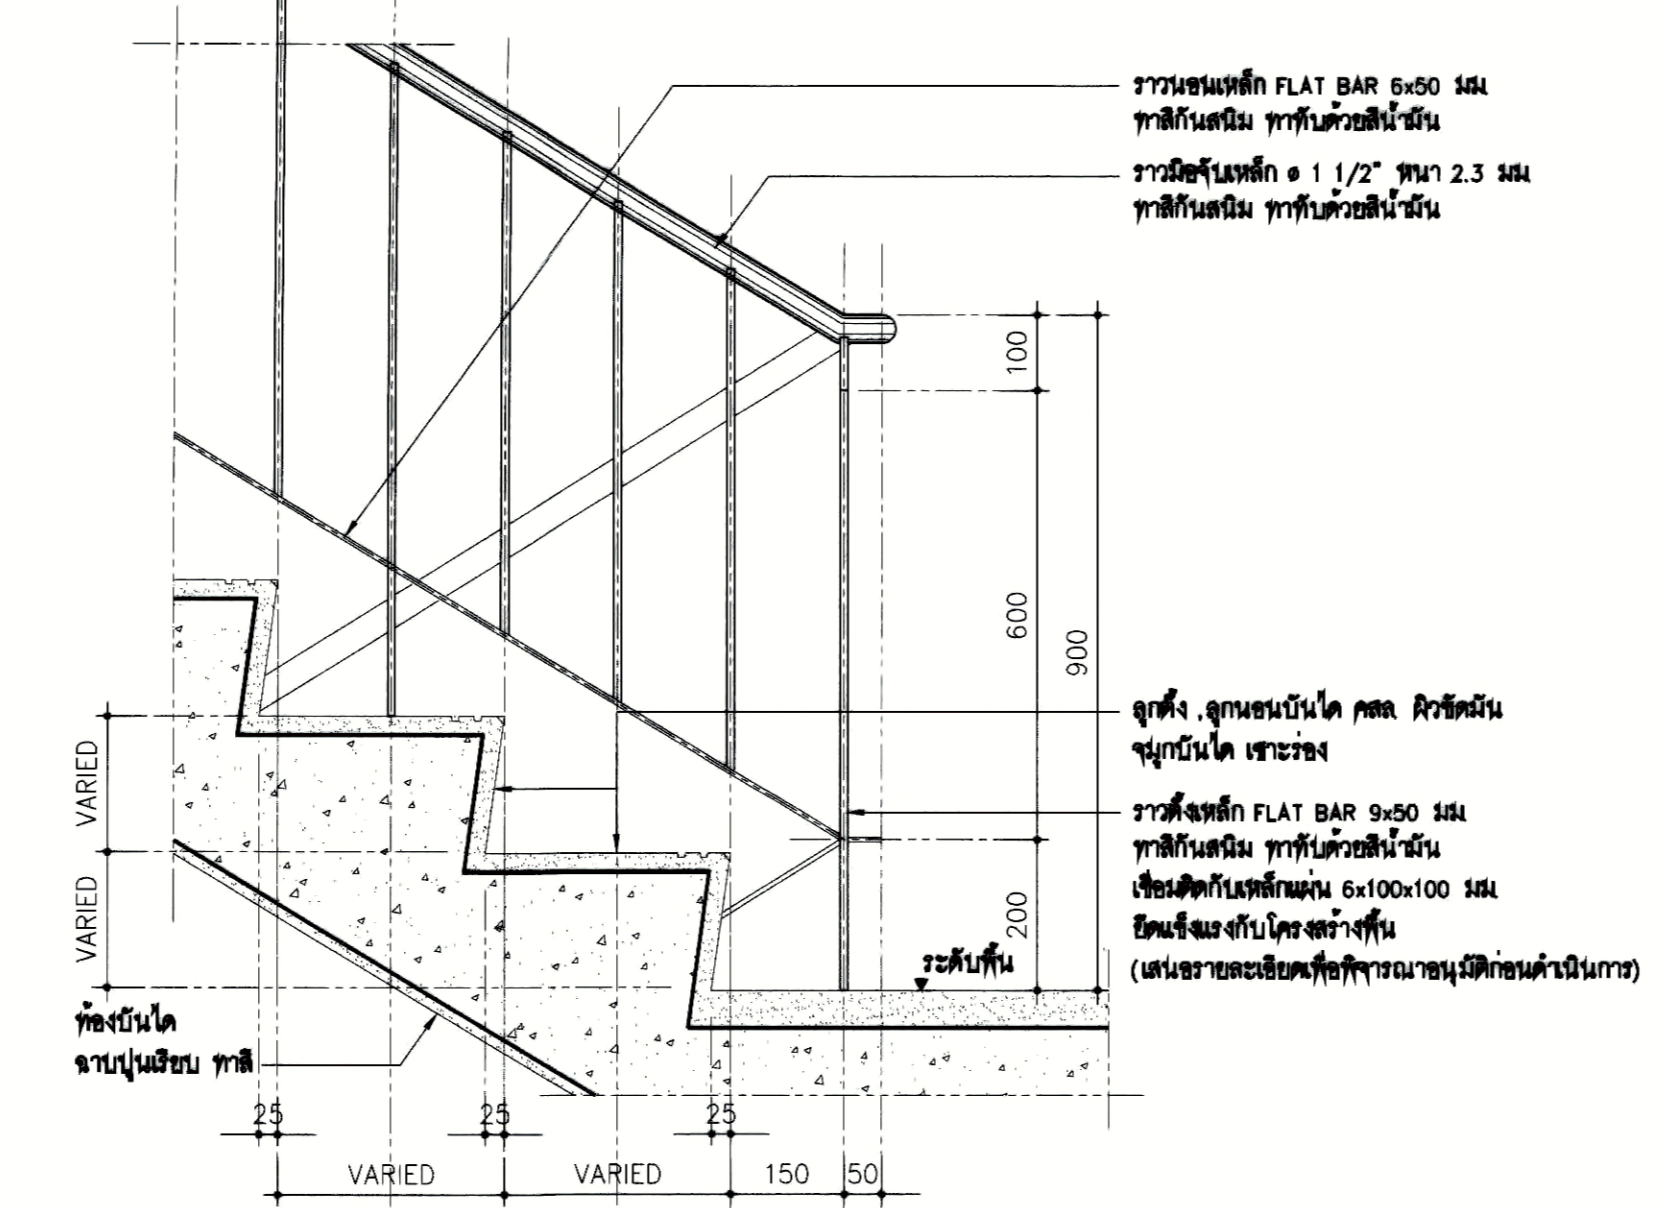 ราวนอนเหล็ก FLAT BAR 6x50 มม.
ทาสีกันสนิม ทาทับด้วยสีน้ำมัน
ราวมือจับเหล็ก ø 1 1/2" หนา 2.3 มม.
ทาสีกันสนิม ทาทับด้วยสีน้ำมัน
100
600
900
200
ลูกตั้ง ,ลูกนอนบันได คสล. ผิวขัดมัน
จมูกบันได เซาะร่อง
ราวตั้งเหล็ก FLAT BAR 9x50 มม.
ทาสีกันสนิม ทาทับด้วยสีน้ำมัน
เชื่อมติดกับเหล็กแผ่น 6x100x100 มม.
ยึดแข็งแรงกับโครงสร้างพื้น
(เสนอรายละเอียดเพื่อพิจารณาอนุมัติก่อนดำเนินการ)
ระดับพื้น
VARIED
VARIED
ท้องบันได
ฉาบปูนเรียบ ทาสี
25
25
25
VARIED
VARIED
150
50